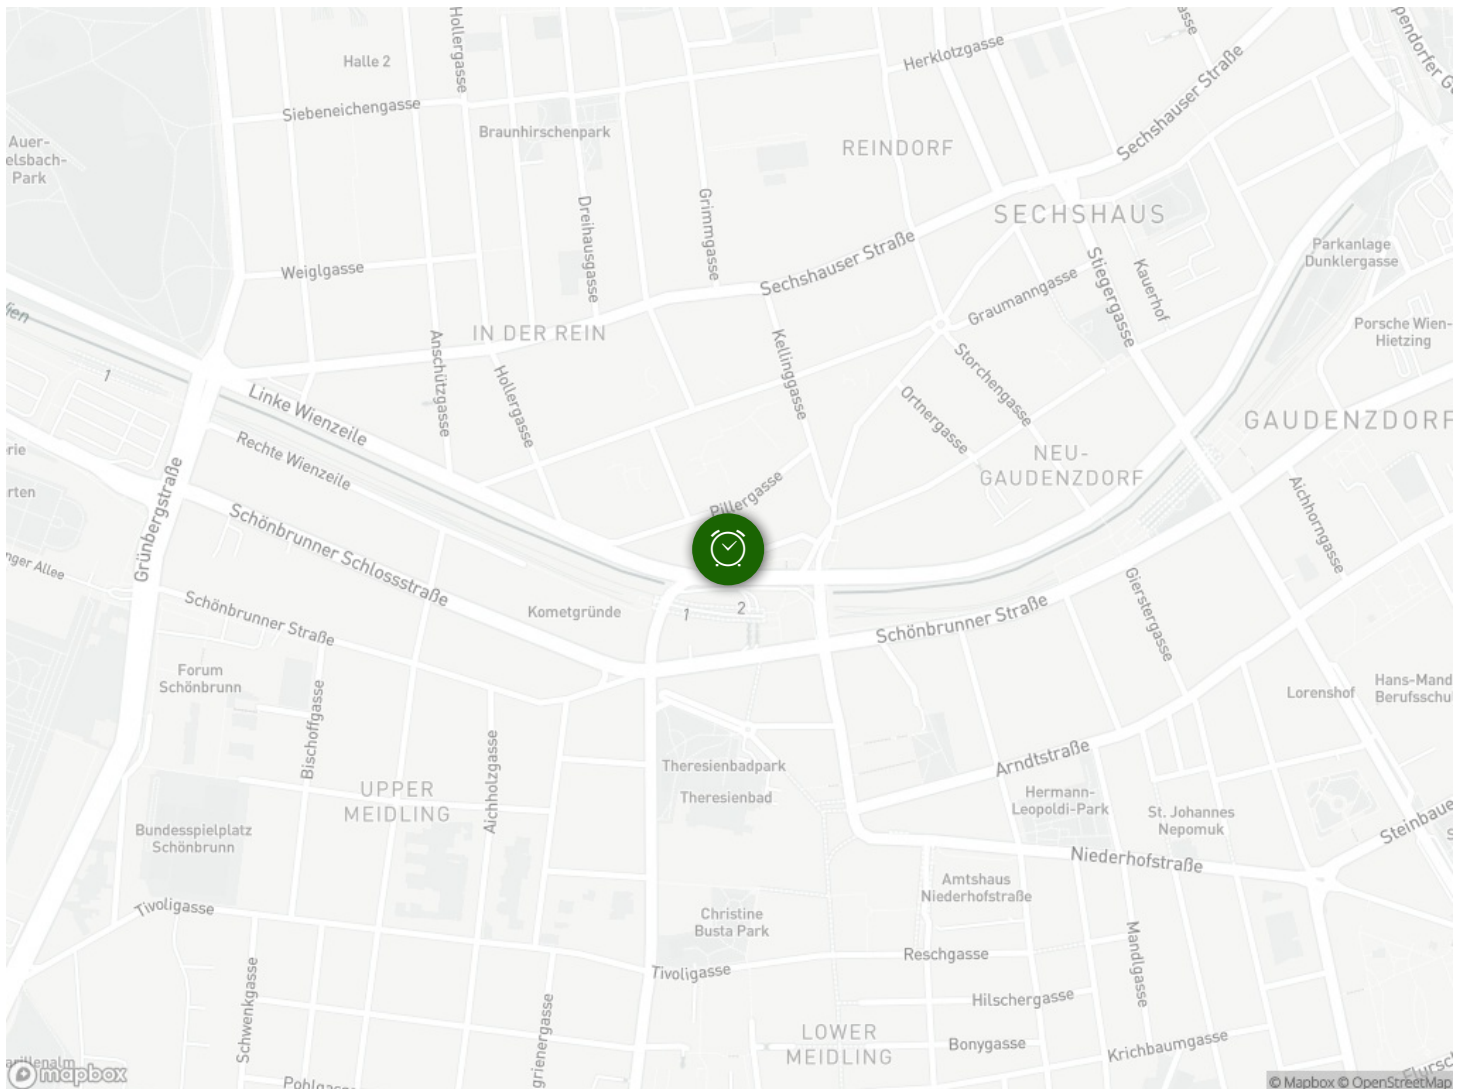 Hollergasse
Halle 2
Herklotzgasse
Sechshauser Straße
Siebeneichengasse
Braunhirschenpark
REINDORF
Auer-
elsbach-
Park
Dreihausgasse
Grimmgasse
SECHSHAUS
Sechshauser Straße
Parkanlage
Dunklergasse
Weiglgasse
Stiegergasse
Kauerhof
Graumanngasse
IN DER REIN
Porsche Wien-
Hietzing
Anschützgasse
Hollergasse
Kellinggasse
Storchengasse
Ortnergasse
1
Linke Wienzeile
GAUDENZDORF
Rechte Wienzeile
NEU-
GAUDENZDORF
Grünbergstraße
Pillergasse
Aichhorngasse
Schönbrunner Schlossstraße
Schönbrunner Straße
Kometgründe
1
2
Schönbrunner Straße
Gierstergasse
Forum
Schönbrunn
Bischoffgasse
Lorenshof
Hans-Mand
Berufsschu
Aichholzgasse
Theresienbadpark
Arndtstraße
UPPER
MEIDLING
Theresienbad
Hermann-
Leopoldi-Park
St. Johannes
Nepomuk
Bundesspielplatz
Schönbrunn
Niederhofstraße
Amtshaus
Niederhofstraße
Tivoligasse
Christine
Busta Park
Tivoligasse
Reschgasse
Mandlgasse
Schwenkgasse
Hilschergasse
LOWER
MEIDLING
Bonygasse
Krichbaumgasse
mapbox
© Mapbox © OpenStreetMap